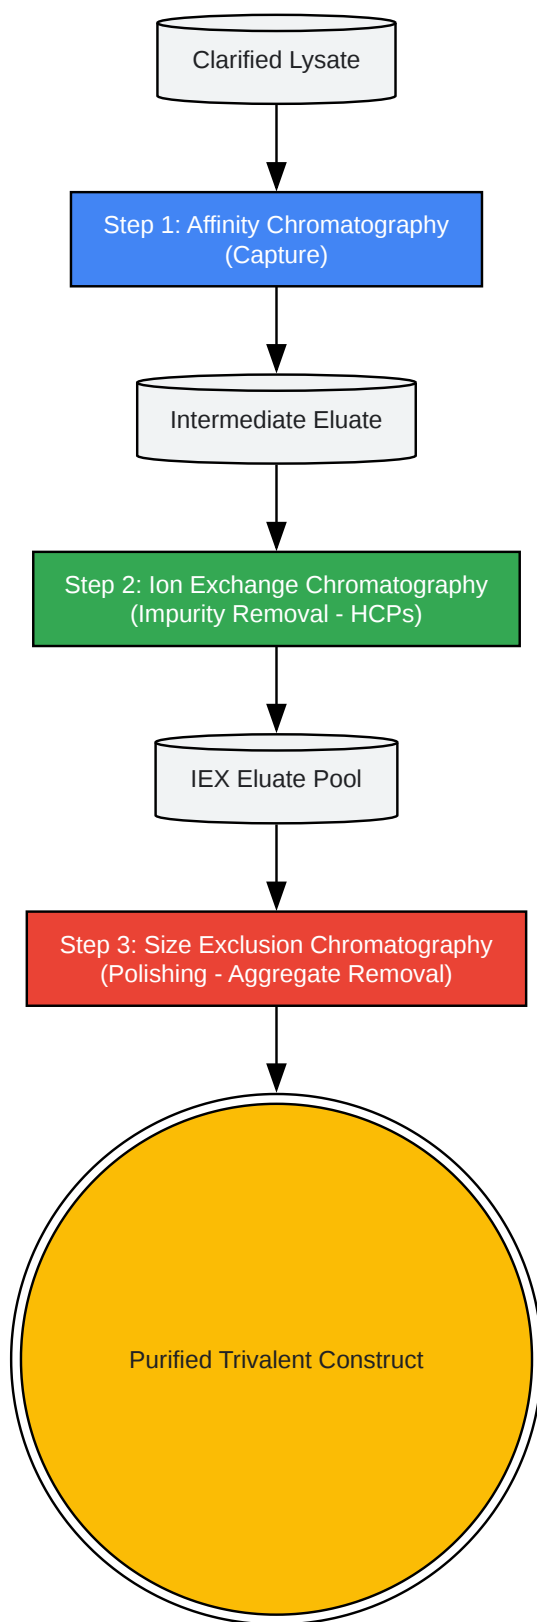 Clarified Lysate
Step 1: Affinity Chromatography
(Capture)
Intermediate Eluate
Step 2: Ion Exchange Chromatography
(Impurity Removal - HCPs)
IEX Eluate Pool
Step 3: Size Exclusion Chromatography
(Polishing - Aggregate Removal)
Purified Trivalent Construct